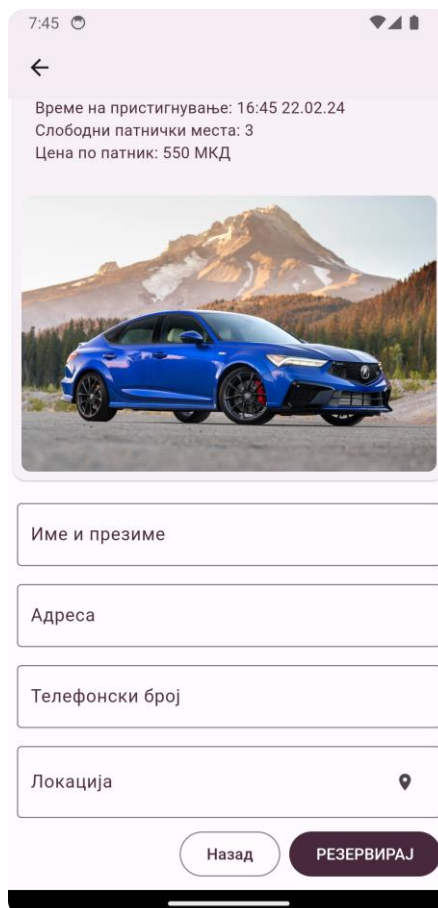 7:45
Време на пристигнување: 16:45 22.02.24
Слободни патнички места: 3
Цена по патник: 550 МКД
Име и презиме
Адреса
Телефонски број
Локација
Назад
РЕЗЕРВИРАЈ